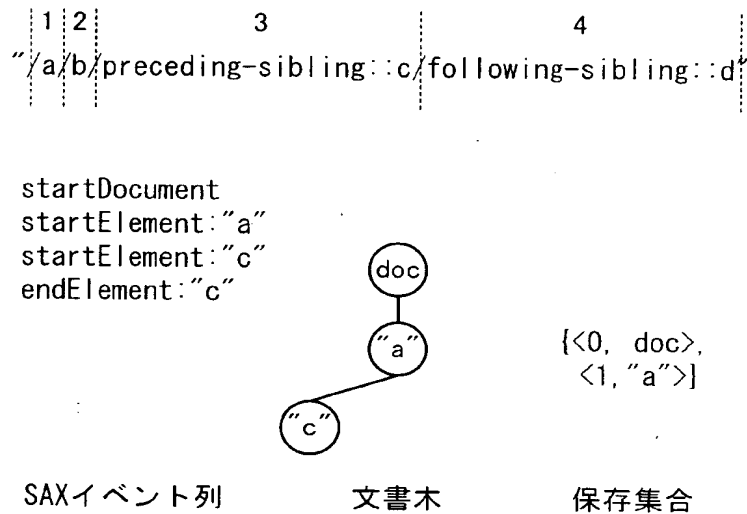 1 2 3 4
"/a/b/preceding-sibling::c/following-sibling::d"
startDocument
startElement:"a"
startElement:"c"
endElement:"c"
doc
"a"
"c"
{<0, doc>,
<1,"a">}
SAXイベント列 文書木 保存集合